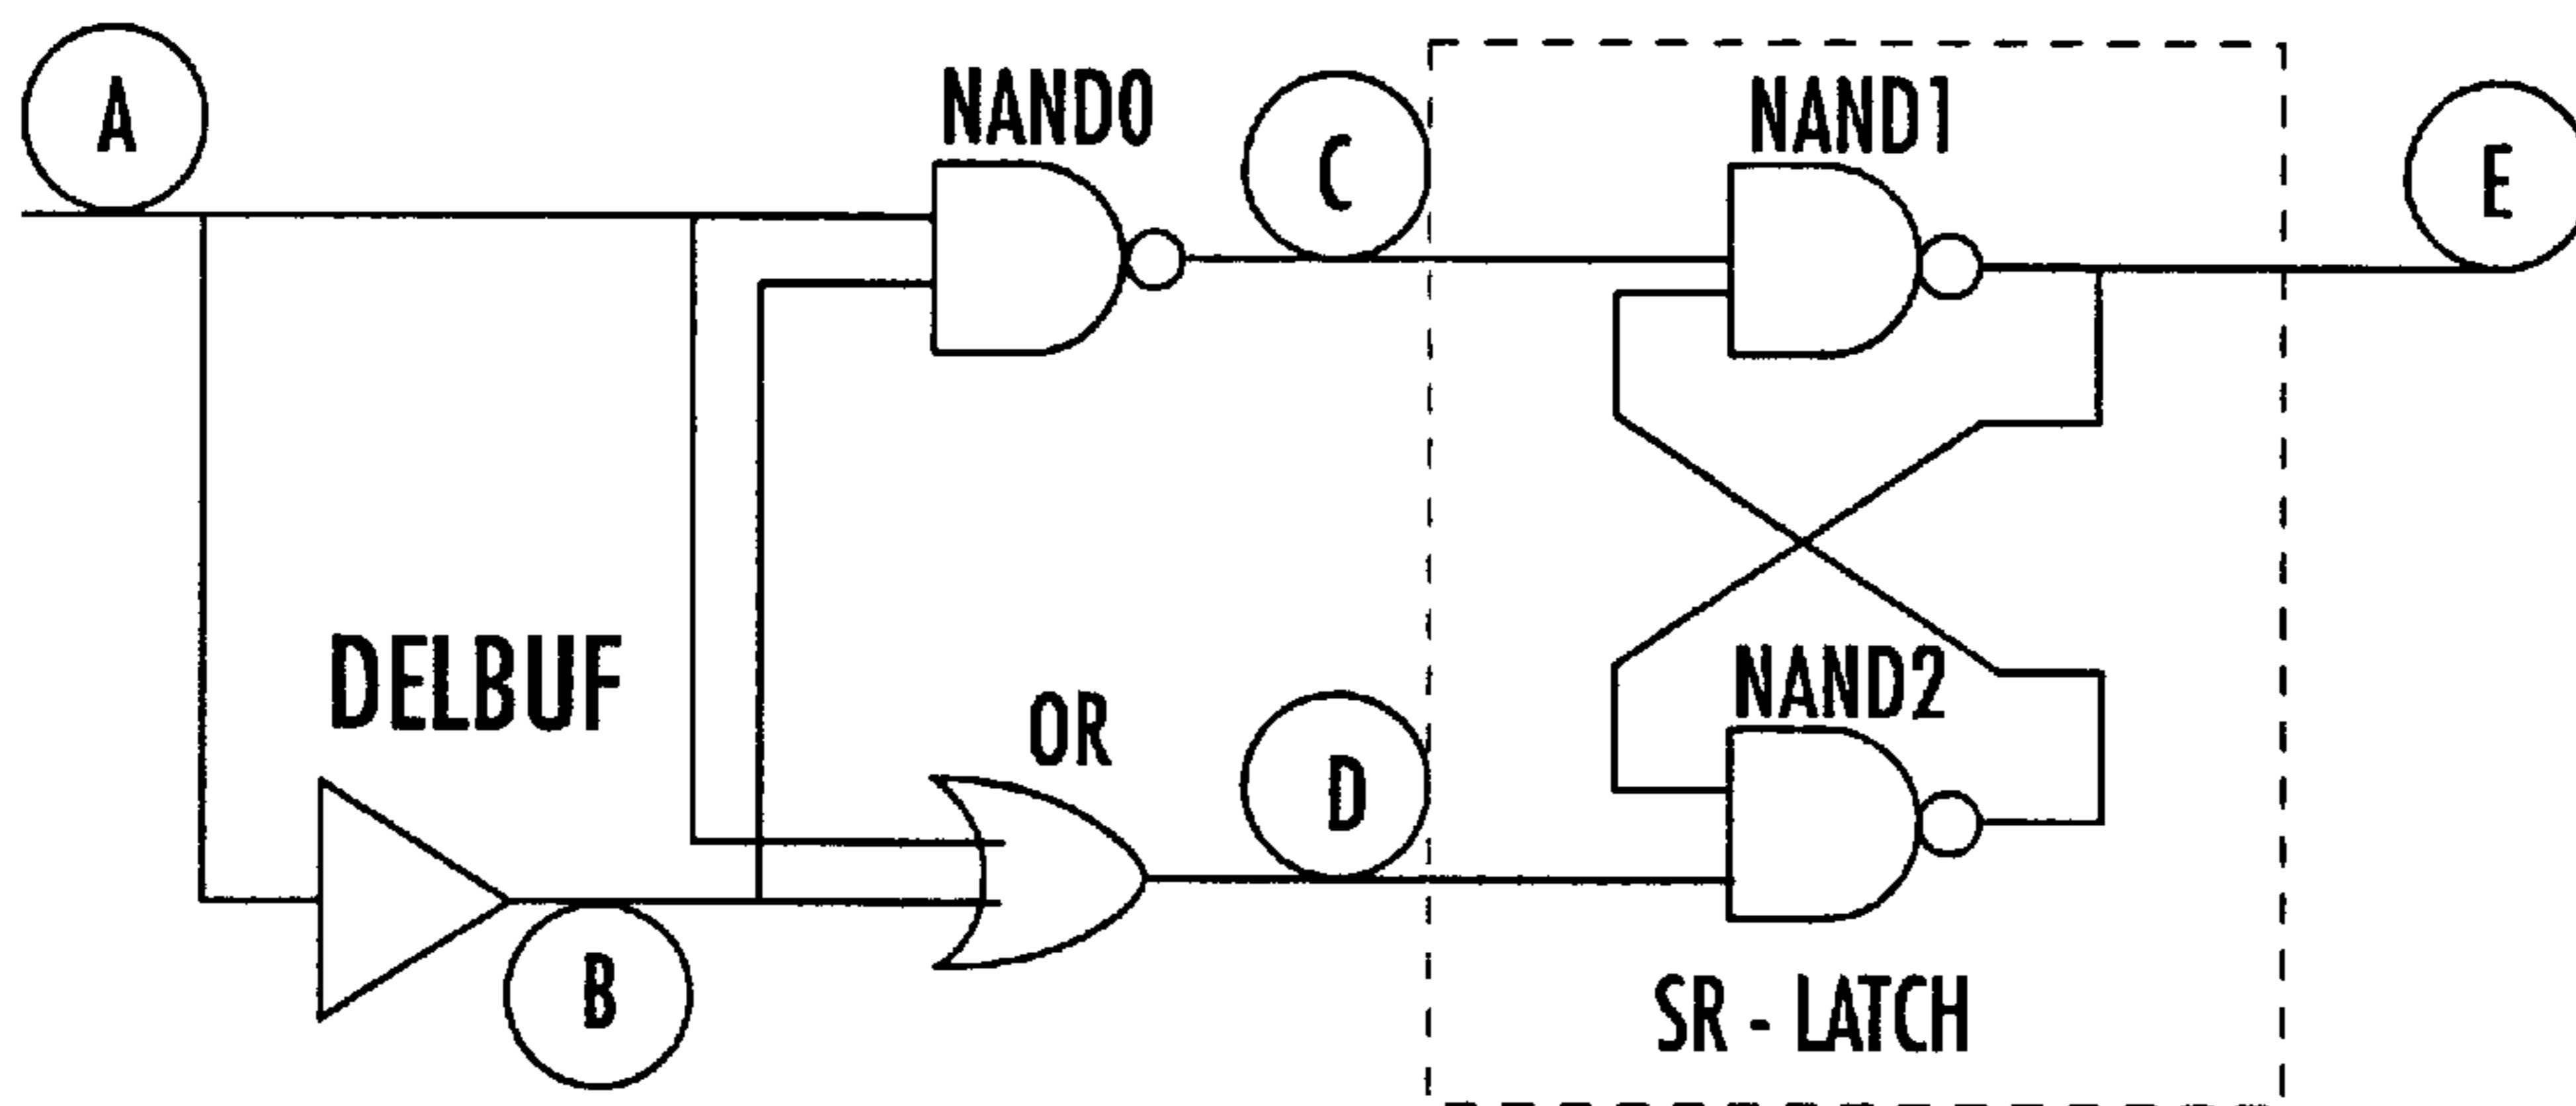 A
NAND0
C
NAND1
E
DELBUF
B
OR
D
NAND2
SR - LATCH